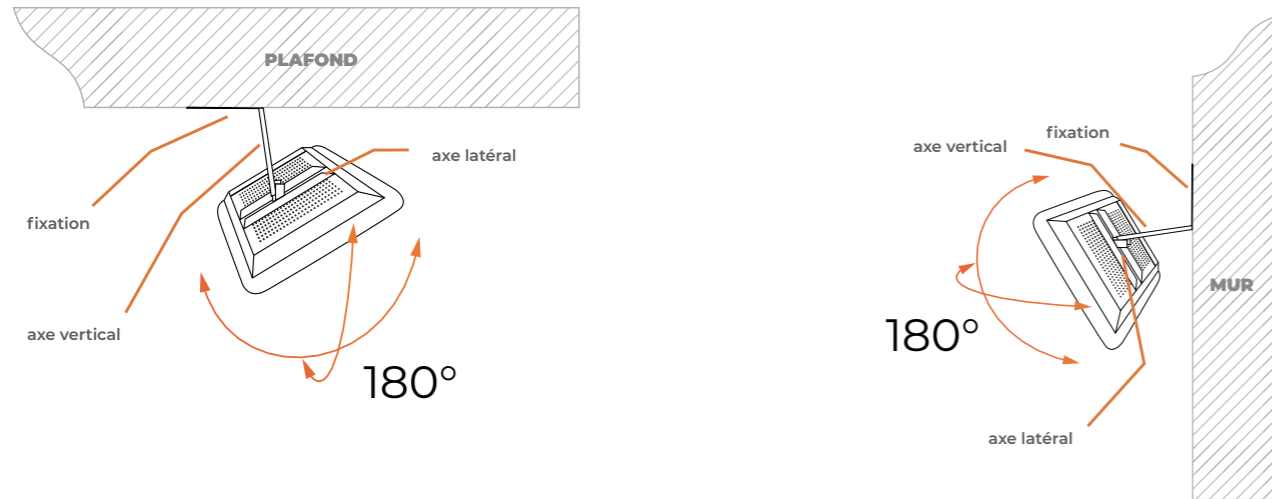 PLAFOND
axe latéral
fixation
axe vertical
180°
fixation
axe vertical
MUR
180°
axe latéral